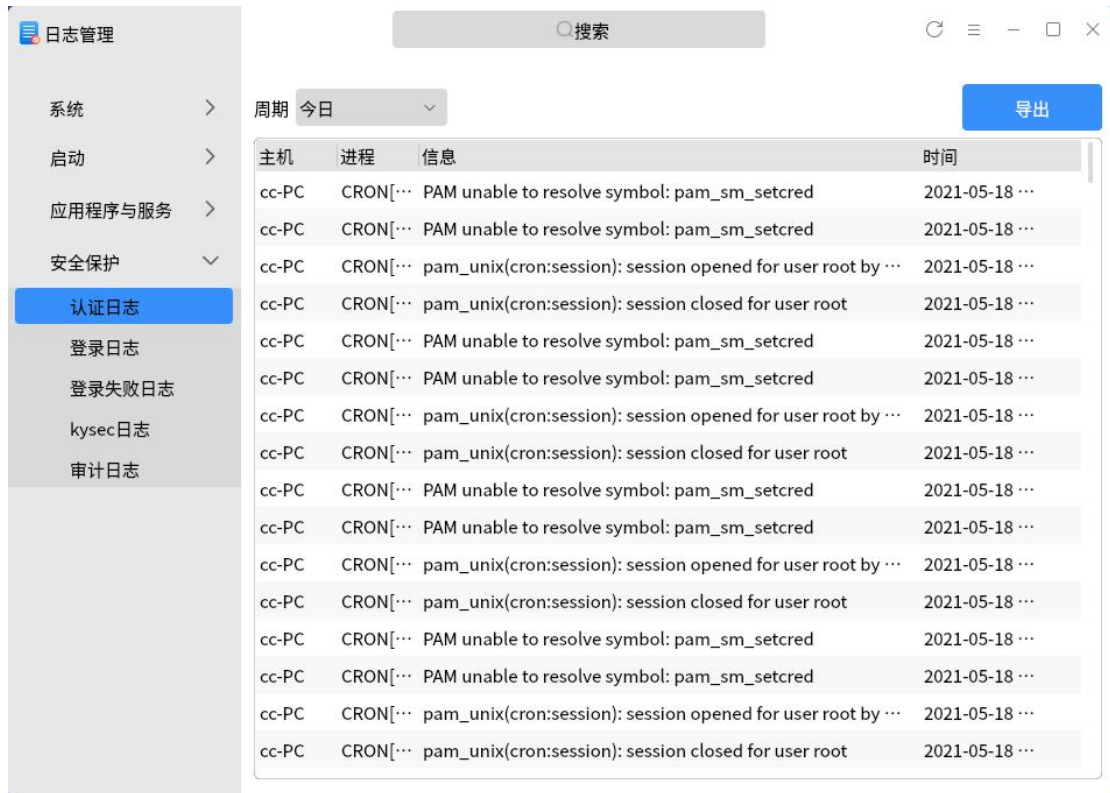 日志管理
搜索
系统
启动
应用程序与服务
安全保护
认证日志
登录日志
登录失败日志
kysec日志
审计日志
周期 今日
导出
主机 进程 信息 时间
cc-PC CRON[··· PAM unable to resolve symbol: pam_sm_setcred 2021-05-18 ···
cc-PC CRON[··· PAM unable to resolve symbol: pam_sm_setcred 2021-05-18 ···
cc-PC CRON[··· pam_unix(cron:session): session opened for user root by ··· 2021-05-18 ···
cc-PC CRON[··· pam_unix(cron:session): session closed for user root 2021-05-18 ···
cc-PC CRON[··· PAM unable to resolve symbol: pam_sm_setcred 2021-05-18 ···
cc-PC CRON[··· PAM unable to resolve symbol: pam_sm_setcred 2021-05-18 ···
cc-PC CRON[··· pam_unix(cron:session): session opened for user root by ··· 2021-05-18 ···
cc-PC CRON[··· pam_unix(cron:session): session closed for user root 2021-05-18 ···
cc-PC CRON[··· PAM unable to resolve symbol: pam_sm_setcred 2021-05-18 ···
cc-PC CRON[··· PAM unable to resolve symbol: pam_sm_setcred 2021-05-18 ···
cc-PC CRON[··· pam_unix(cron:session): session opened for user root by ··· 2021-05-18 ···
cc-PC CRON[··· pam_unix(cron:session): session closed for user root 2021-05-18 ···
cc-PC CRON[··· PAM unable to resolve symbol: pam_sm_setcred 2021-05-18 ···
cc-PC CRON[··· PAM unable to resolve symbol: pam_sm_setcred 2021-05-18 ···
cc-PC CRON[··· pam_unix(cron:session): session opened for user root by ··· 2021-05-18 ···
cc-PC CRON[··· pam_unix(cron:session): session closed for user root 2021-05-18 ···